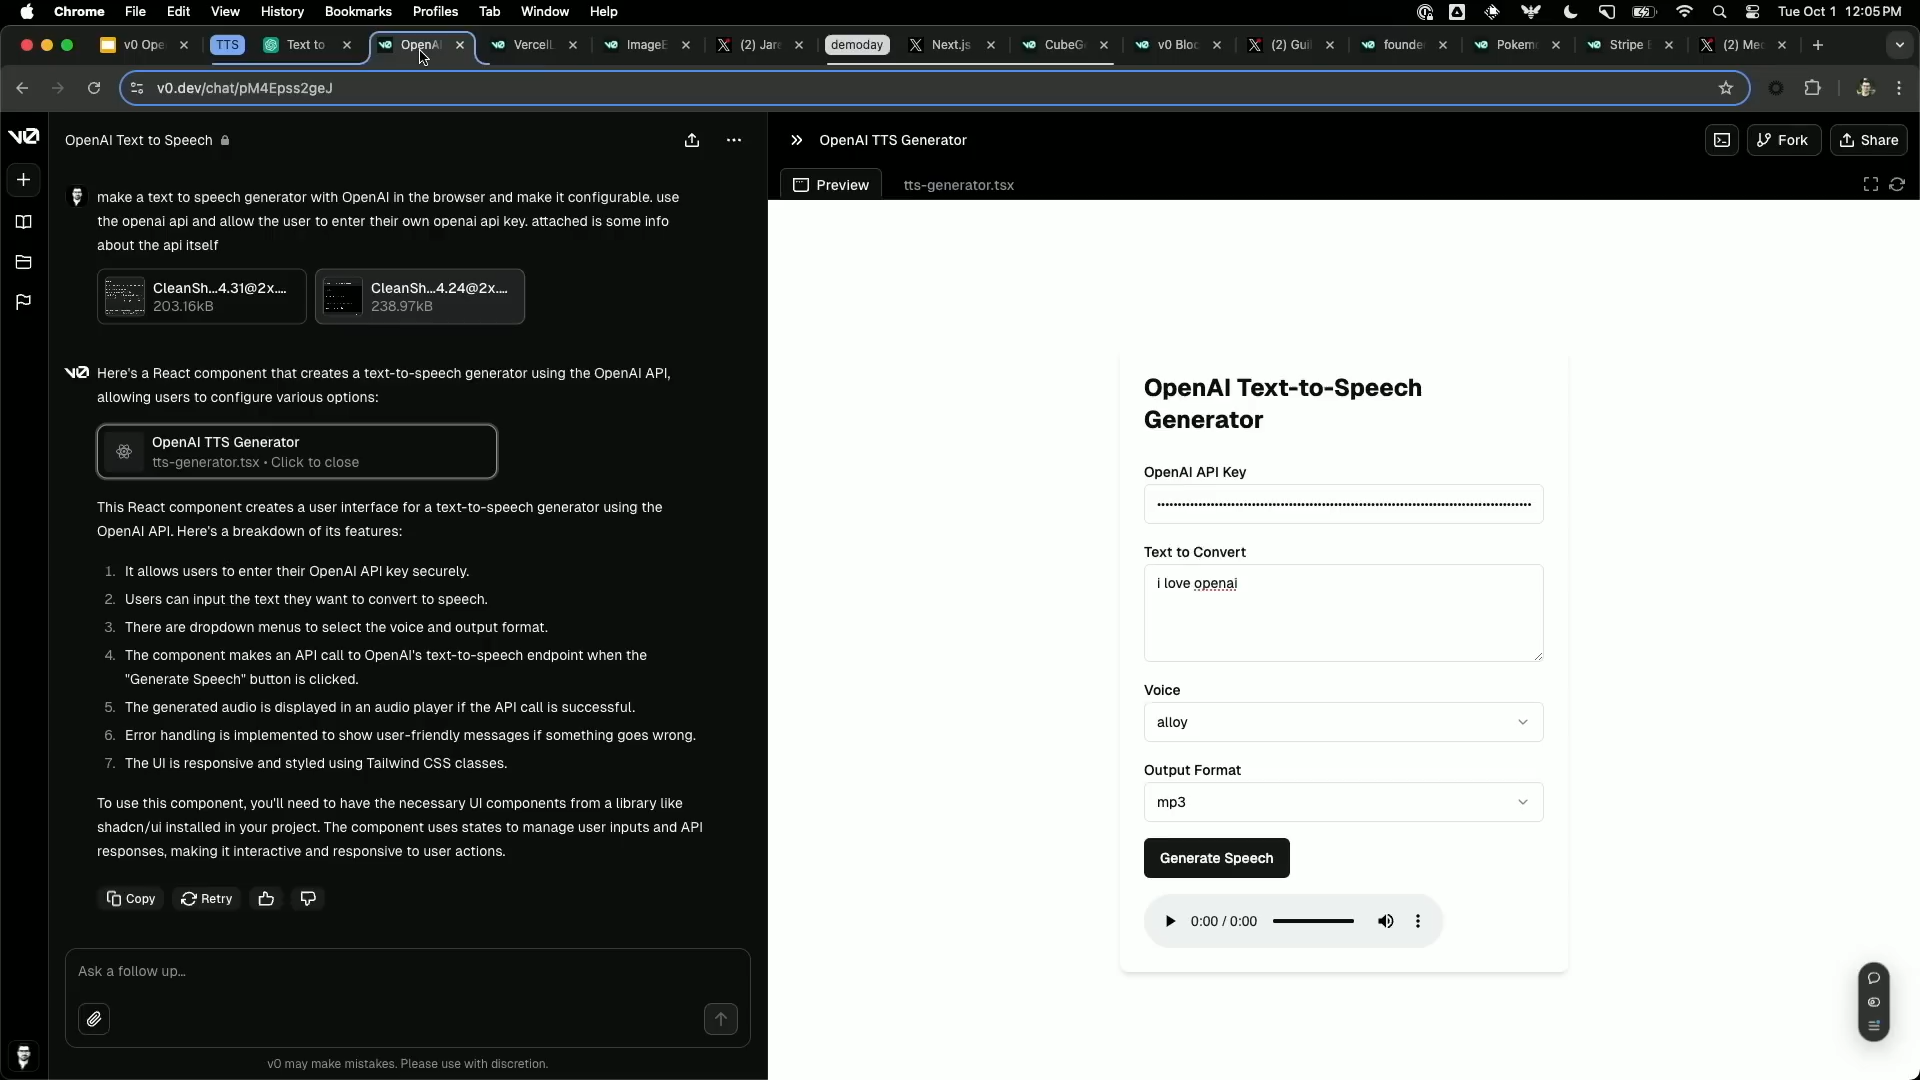 Chrome File Edit View History Bookmarks Profiles Tab Window Help
Tue Oct 1 12:05 PM
v0 Ope
TTS
Text to
OpenAI
Vercel
ImageE
(2) Jare
demoday
Next.js
CubeG
v0 Bloc
(2) Gui
founde
Pokem
Stripe
(2) Mec
v0.dev/chat/pM4Epss2geJ
v0
OpenAI Text to Speech
make a text to speech generator with OpenAI in the browser and make it configurable. use
the openai api and allow the user to enter their own openai api key. attached is some info
about the api itself
CleanSh...4.31@2x....
203.16kB
CleanSh...4.24@2x....
238.97kB
Here's a React component that creates a text-to-speech generator using the OpenAI API,
allowing users to configure various options:
OpenAI TTS Generator
tts-generator.tsx • Click to close
This React component creates a user interface for a text-to-speech generator using the
OpenAI API. Here's a breakdown of its features:
1. It allows users to enter their OpenAI API key securely.
2. Users can input the text they want to convert to speech.
3. There are dropdown menus to select the voice and output format.
4. The component makes an API call to OpenAI's text-to-speech endpoint when the
"Generate Speech" button is clicked.
5. The generated audio is displayed in an audio player if the API call is successful.
6. Error handling is implemented to show user-friendly messages if something goes wrong.
7. The UI is responsive and styled using Tailwind CSS classes.
To use this component, you'll need to have the necessary UI components from a library like
shadcn/ui installed in your project. The component uses states to manage user inputs and API
responses, making it interactive and responsive to user actions.
Copy
Retry
Ask a follow up...
v0 may make mistakes. Please use with discretion.
OpenAI TTS Generator
Fork
Share
Preview
tts-generator.tsx
OpenAI Text-to-Speech
Generator
OpenAI API Key
Text to Convert
i love openai
Voice
alloy
Output Format
mp3
Generate Speech
0:00 / 0:00